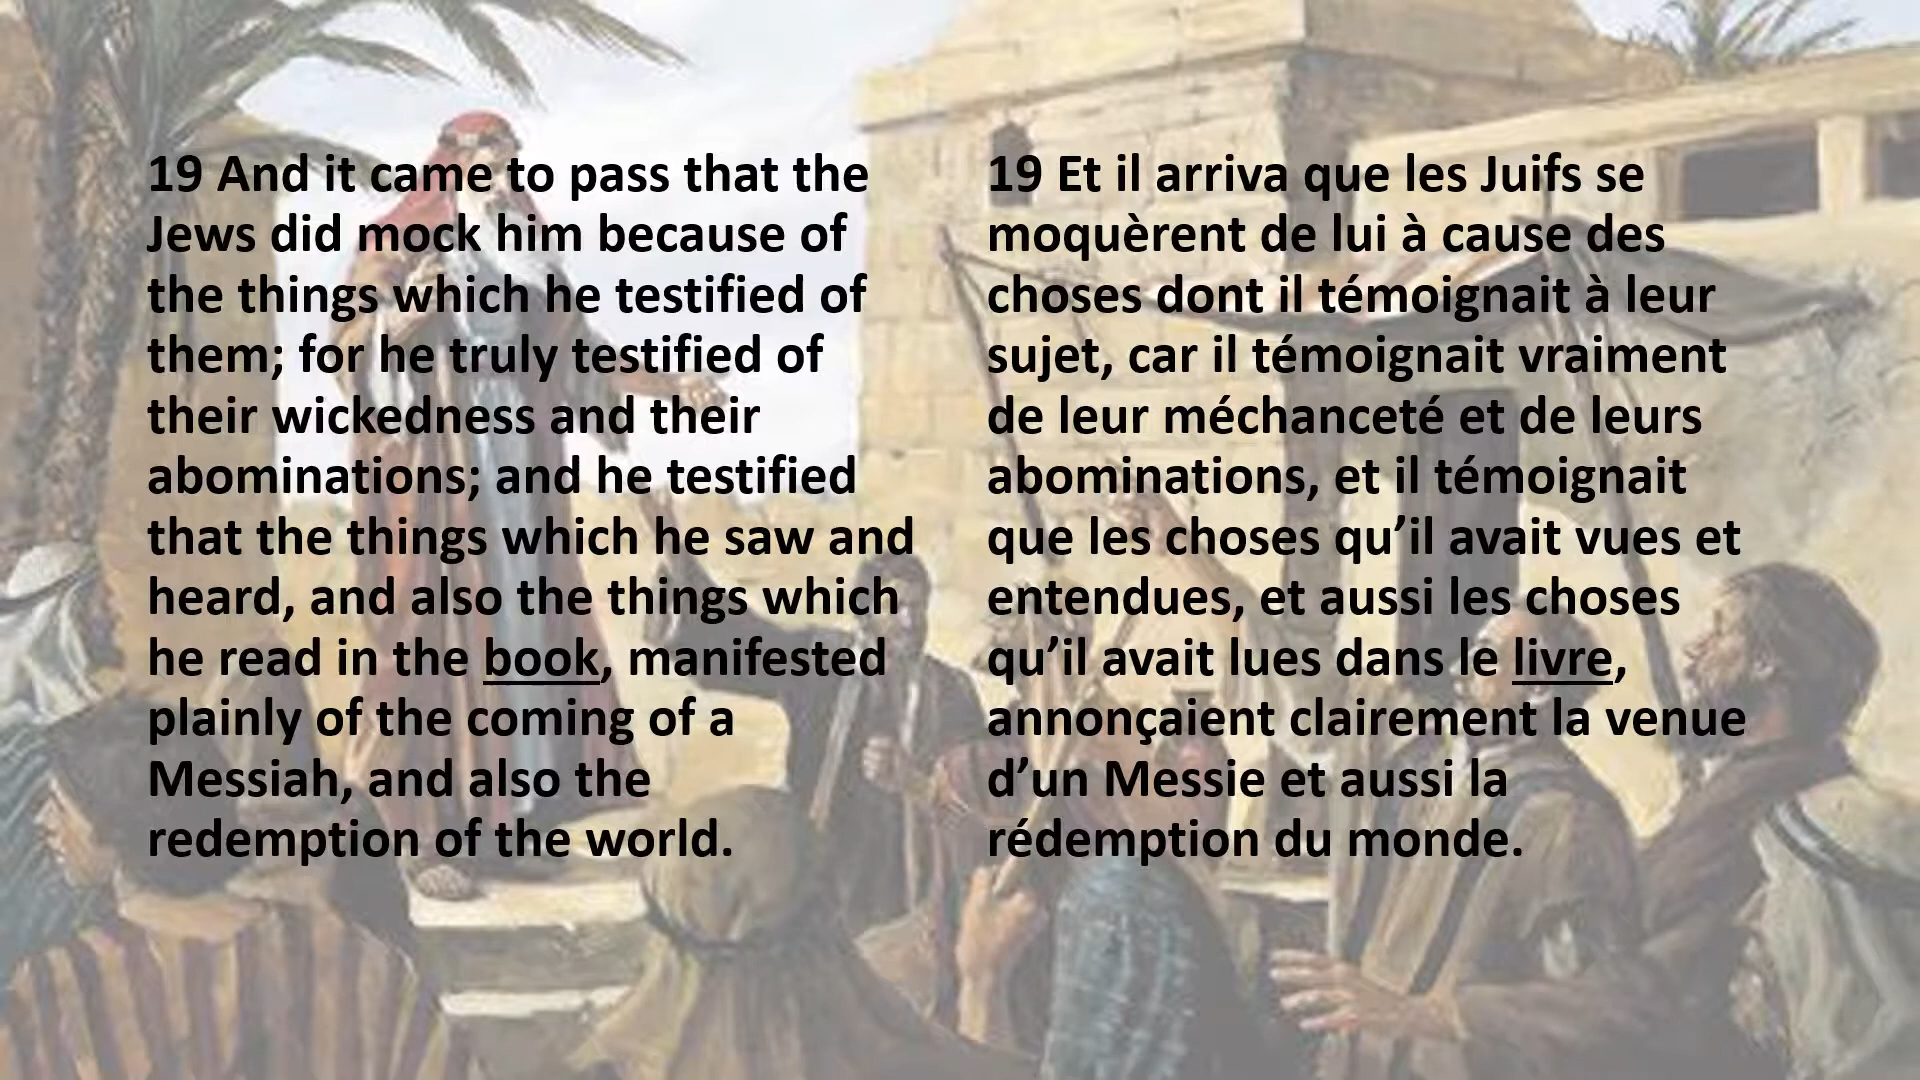 19 And it came to pass that the
Jews did mock him because of
the things which he testified of
them; for he truly testified of
their wickedness and their
abominations; and he testified
that the things which he saw and
heard, and also the things which
he read in the book, manifested
plainly of the coming of a
Messiah, and also the
redemption of the world.
19 Et il arriva que les Juifs se
moquèrent de lui à cause des
choses dont il témoignait à leur
sujet, car il témoignait vraiment
de leur méchanceté et de leurs
abominations, et il témoignait
que les choses qu’il avait vues et
entendues, et aussi les choses
qu’il avait lues dans le livre,
annonçaient clairement la venue
d’un Messie et aussi la
rédemption du monde.